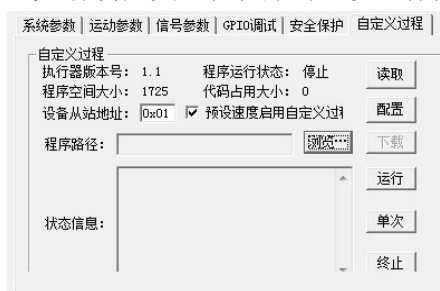 系统参数 运动参数 信号参数 GPIO调试 安全保护 自定义过程
自定义过程
执行器版本号: 1.1 程序运行状态: 停止 读取
程序空间大小: 1725 代码占用大小: 0
设备从站地址: 0x01 预设速度启用自定义过 配置
程序路径: 浏览… 下载
运行
状态信息: 单次
终止